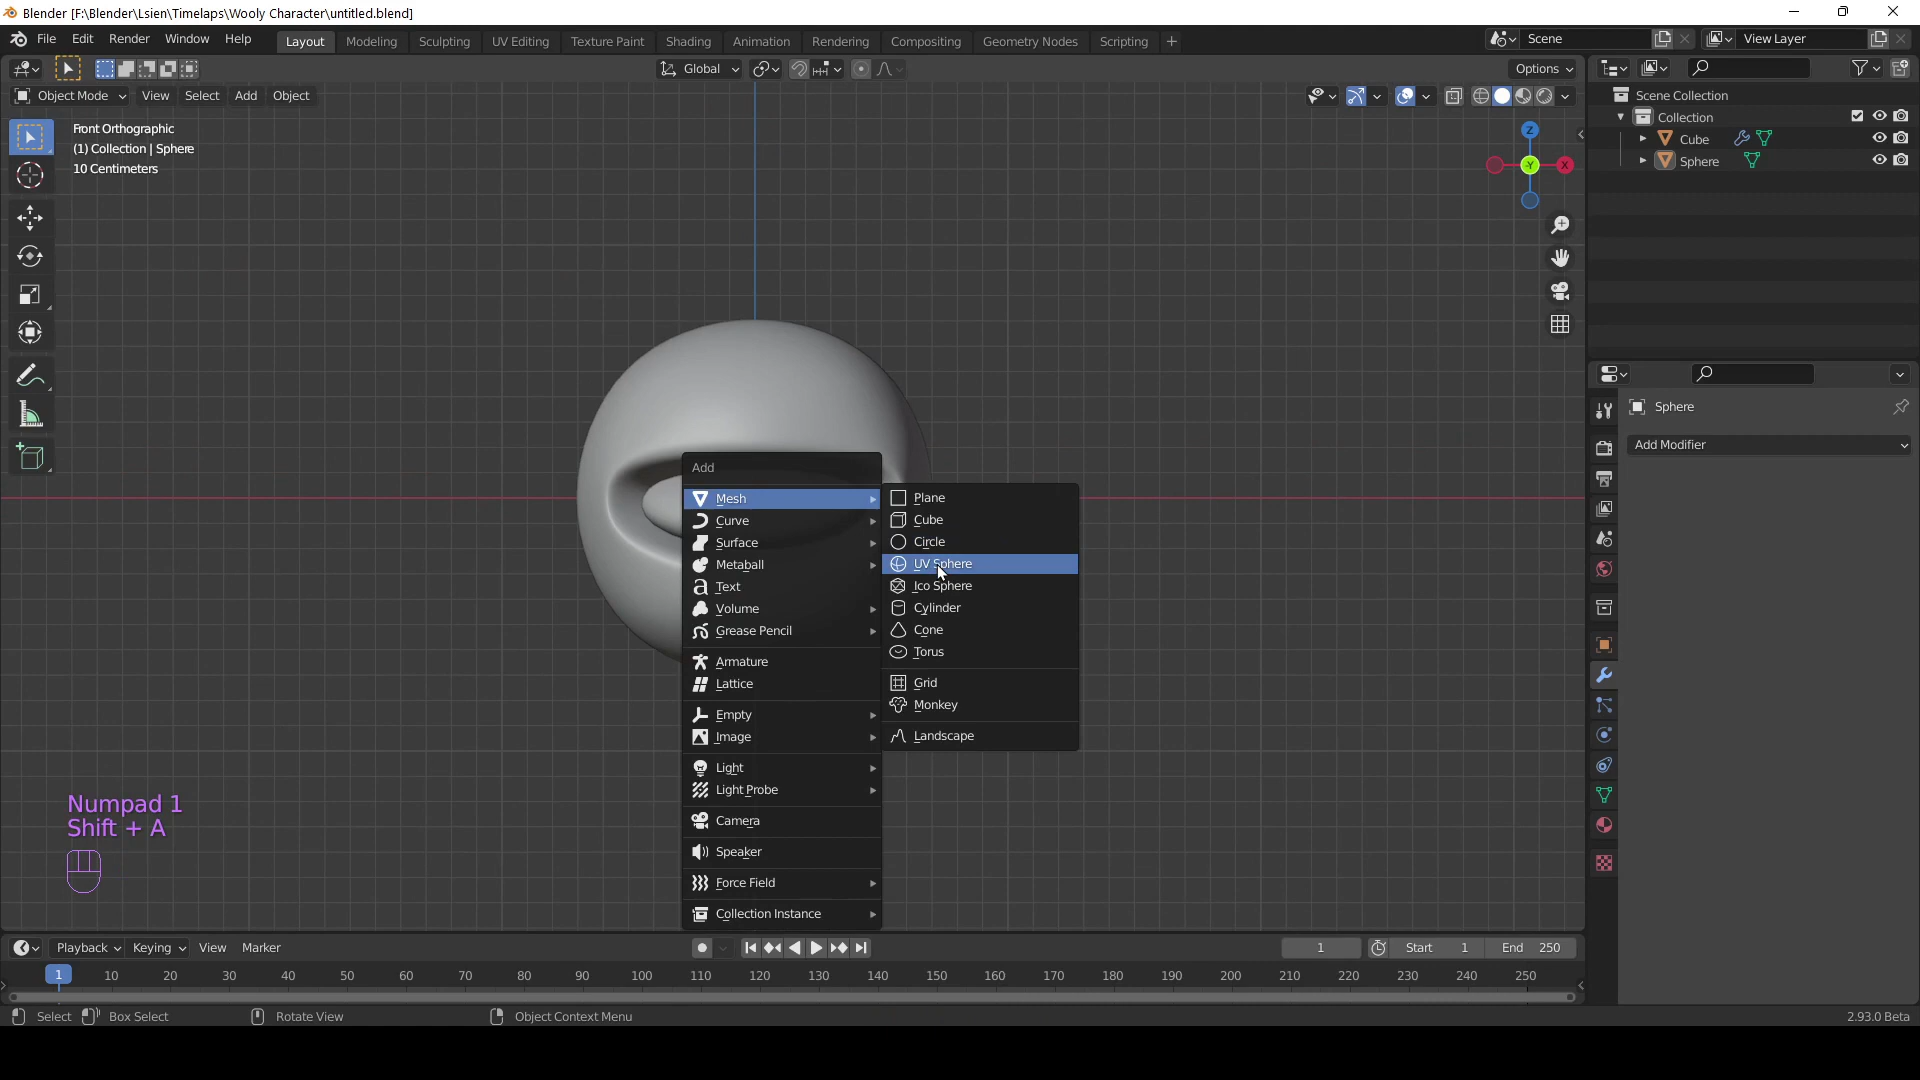 Blender [F:\Blender\Lsien\Timelaps\Wooly Character\untitled.blend]
File Edit Render Window Help Layout Modeling Sculpting UV Editing Texture Paint Shading Animation Rendering Compositing Geometry Nodes Scripting + Scene View Layer
Global Options
Object Mode View Select Add Object
Scene Collection
Collection
Cube
Sphere
Front Orthographic
(1) Collection | Sphere
10 Centimeters
Z
Y X
Sphere
Add Modifier
Add
Mesh
Curve
Surface
Metaball
Text
Volume
Grease Pencil
Armature
Lattice
Empty
Image
Light
Light Probe
Camera
Speaker
Force Field
Collection Instance
Plane
Cube
Circle
UV Sphere
Ico Sphere
Cylinder
Cone
Torus
Grid
Monkey
Landscape
Numpad 1
Shift + A
Playback Keying View Marker 1 Start 1 End 250
1 10 20 30 40 50 60 70 80 90 100 110 120 130 140 150 160 170 180 190 200 210 220 230 240 250
Select Box Select Rotate View Object Context Menu 2.93.0 Beta